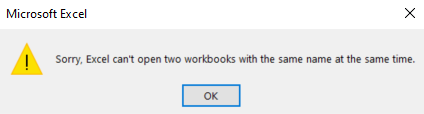 Microsoft Excel
Sorry, Excel can't open two workbooks with the same name at the same time.
OK